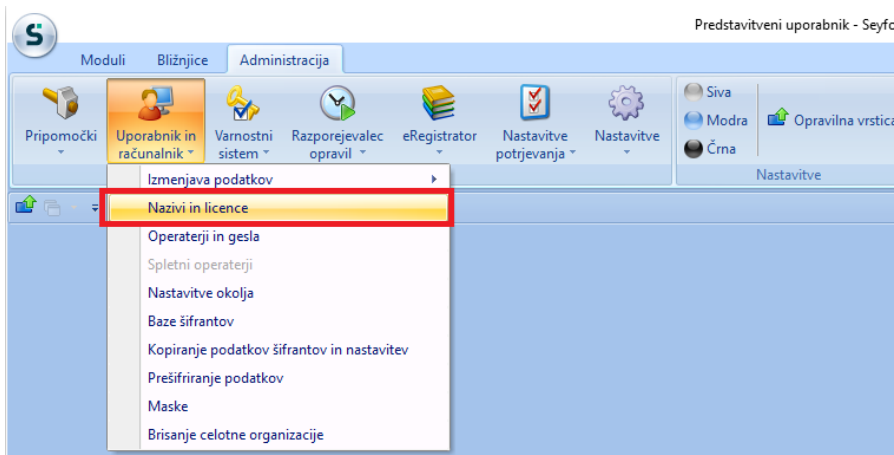 S
Predstavitveni uporabnik - Seyfo
Moduli Bližnjice Administracija
Pripomočki
Uporabnik in računalnik
Varnostni sistem
Razporejevalec opravil
eRegistrator
Nastavitve potrjevanja
Nastavitve
Siva
Modra
Črna
Opravilna vrstica
Nastavitve
Izmenjava podatkov
Nazivi in licence
Operaterji in gesla
Spletni operaterji
Nastavitve okolja
Baze šifrantov
Kopiranje podatkov šifrantov in nastavitev
Prešifriranje podatkov
Maske
Brisanje celotne organizacije